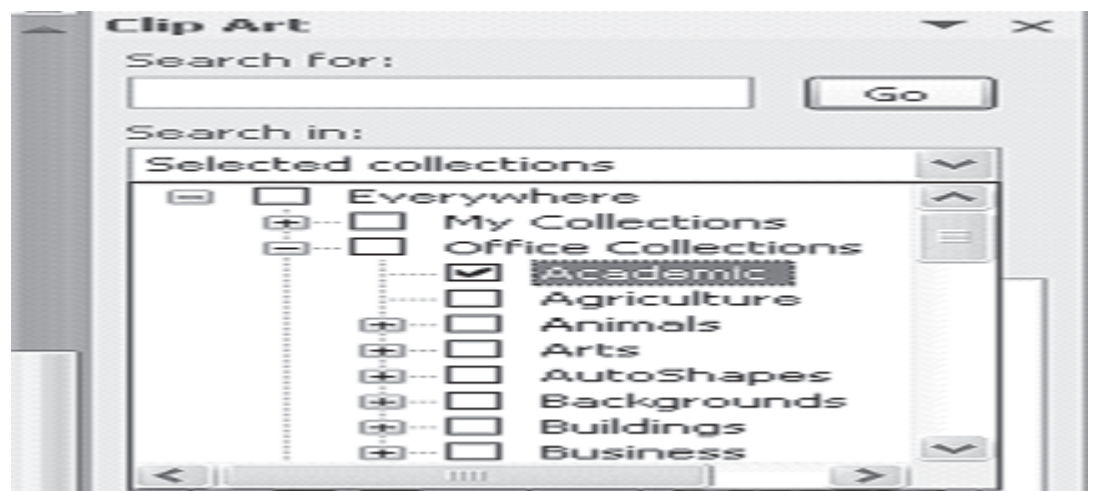 Clip Art
Search for:
Go
Search in:
Selected collections
Everywhere
My Collections
Office Collections
Academic
Agriculture
Animals
Arts
AutoShapes
Backgrounds
Buildings
Business